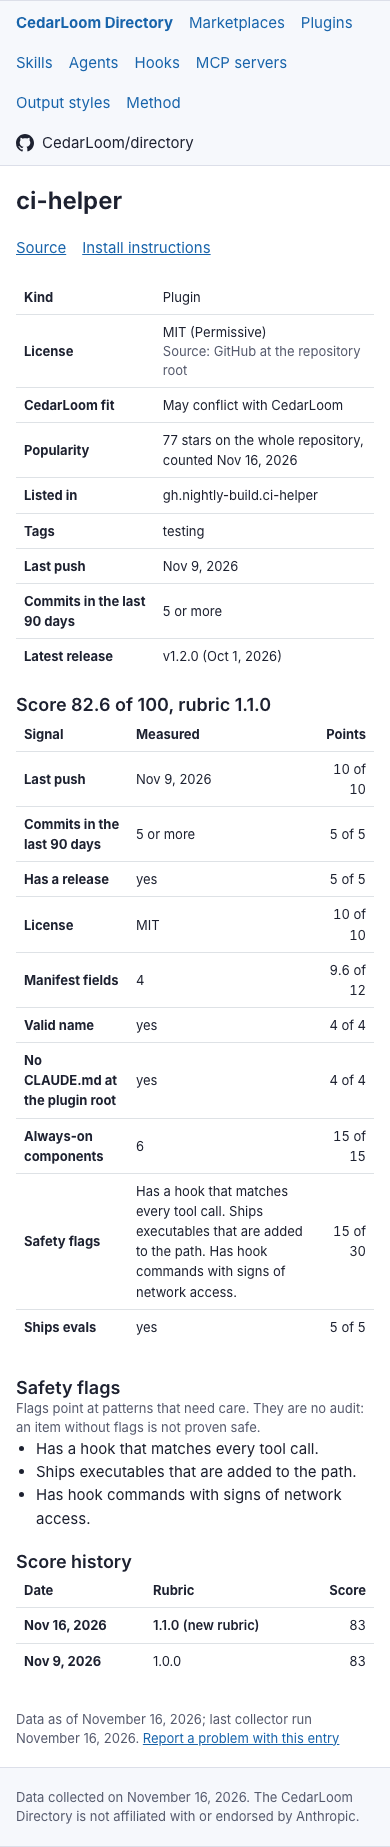 CedarLoom Directory Marketplaces Plugins
Skills Agents Hooks MCP servers
Output styles Method
CedarLoom/directory
ci-helper
Source Install instructions
Kind Plugin
License MIT (Permissive)
Source: GitHub at the repository
root
CedarLoom fit May conflict with CedarLoom
Popularity 77 stars on the whole repository,
counted Nov 16, 2026
Listed in gh.nightly-build.ci-helper
Tags testing
Last push Nov 9, 2026
Commits in the last
90 days 5 or more
Latest release v1.2.0 (Oct 1, 2026)
Score 82.6 of 100, rubric 1.1.0
Signal Measured Points
Last push Nov 9, 2026 10 of
10
Commits in the
last 90 days 5 or more 5 of 5
Has a release yes 5 of 5
License MIT 10 of
10
Manifest fields 4 9.6 of
12
Valid name yes 4 of 4
No
CLAUDE.md at yes 4 of 4
the plugin root
Always-on
components 6 15 of
15
Safety flags Has a hook that matches
every tool call. Ships
executables that are added
to the path. Has hook
commands with signs of
network access. 15 of
30
Ships evals yes 5 of 5
Safety flags
Flags point at patterns that need care. They are no audit:
an item without flags is not proven safe.
• Has a hook that matches every tool call.
• Ships executables that are added to the path.
• Has hook commands with signs of network
access.
Score history
Date Rubric Score
Nov 16, 2026 1.1.0 (new rubric) 83
Nov 9, 2026 1.0.0 83
Data as of November 16, 2026; last collector run
November 16, 2026. Report a problem with this entry
Data collected on November 16, 2026. The CedarLoom
Directory is not affiliated with or endorsed by Anthropic.